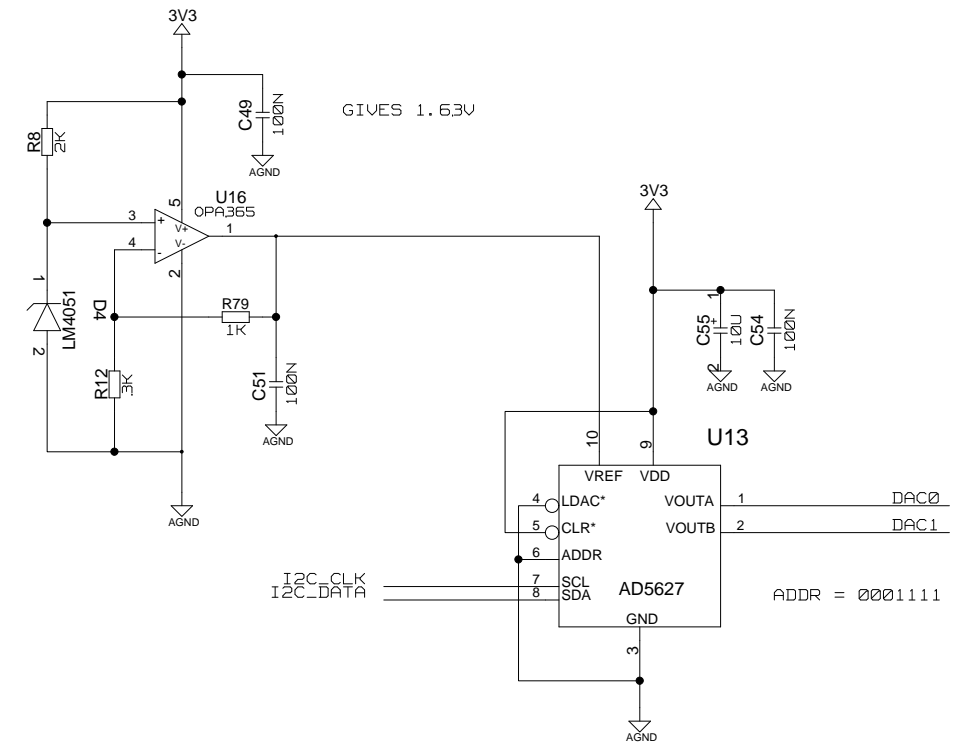 3V3
C49
100N
GIVES 1.63V
AGND
R8
2K
U16
OPA365
5
3
+
V+
1
4
-
V-
2
1
LM4051
D4
2
R79
1K
R12
3K
C51
100N
AGND
AGND
3V3
1
C55
+
10U
2
C54
100N
AGND
AGND
U13
10
9
VREF
VDD
4
LDAC*
VOUTA
1
DAC0
5
CLR*
VOUTB
2
DAC1
6
ADDR
I2C_CLK
7
SCL
I2C_DATA
8
SDA
AD5627
ADDR = 0001111
GND
3
AGND